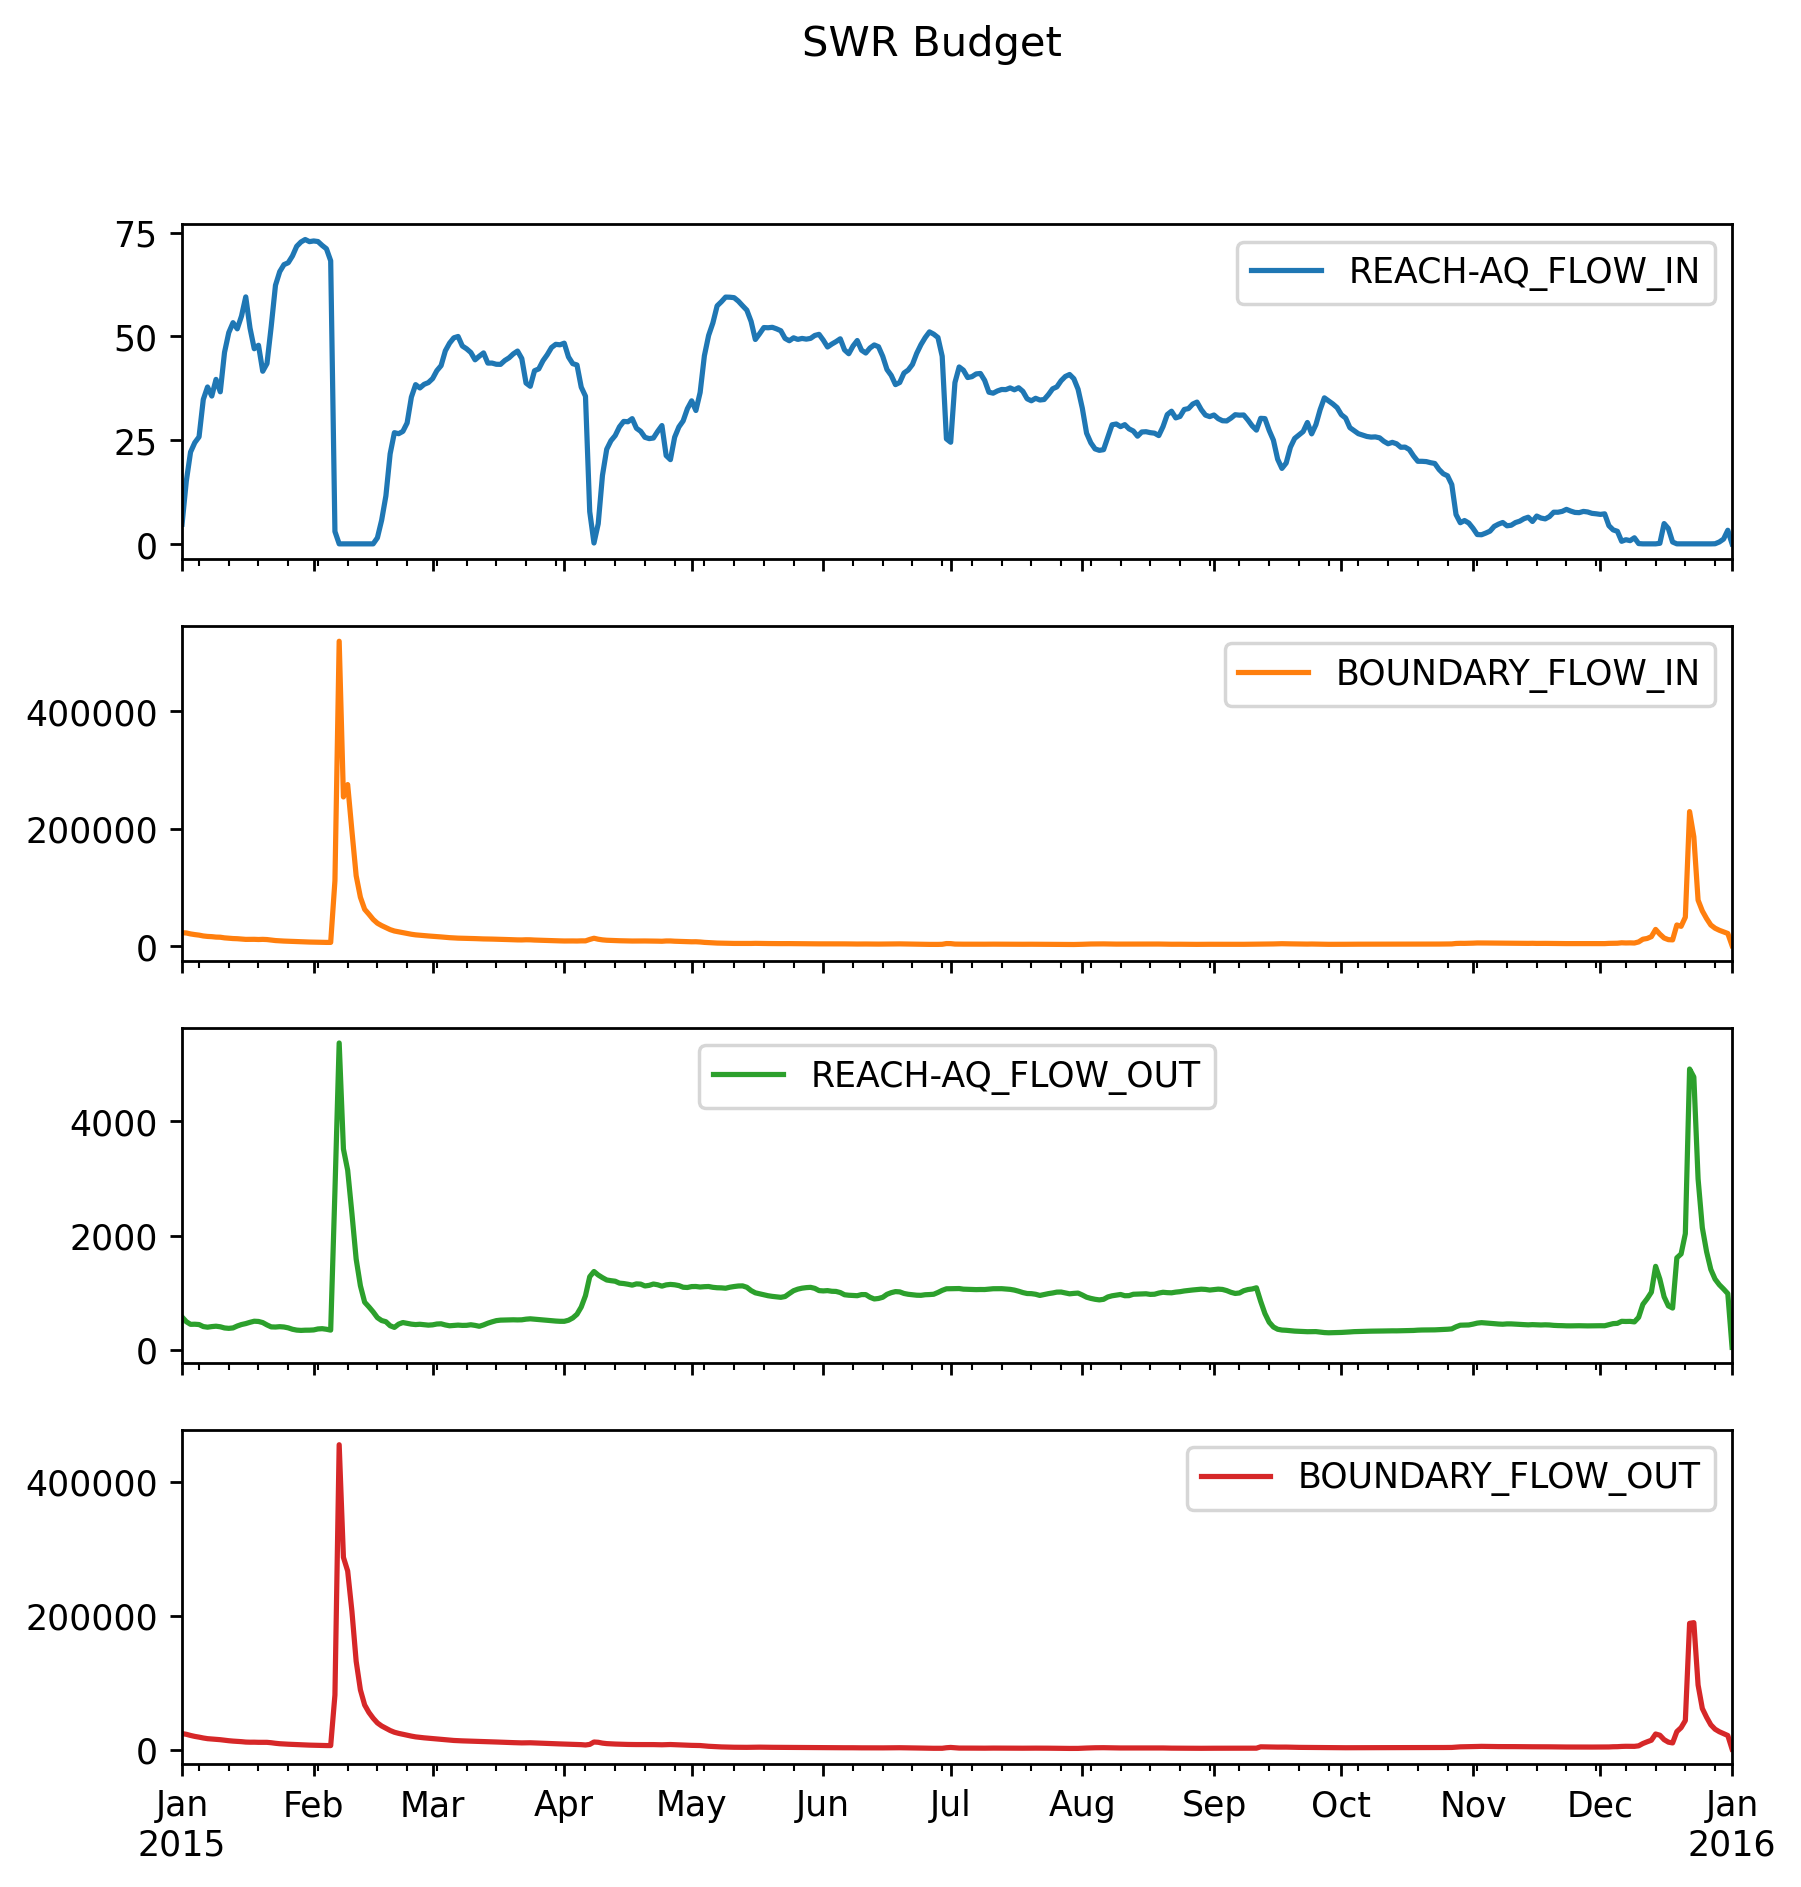 SWR Budget
75
50
25
0
REACH-AQ_FLOW_IN
400000
200000
0
BOUNDARY_FLOW_IN
4000
2000
0
REACH-AQ_FLOW_OUT
400000
200000
0
BOUNDARY_FLOW_OUT
Jan Feb Mar Apr May Jun Jul Aug Sep Oct Nov Dec Jan
2015 2016